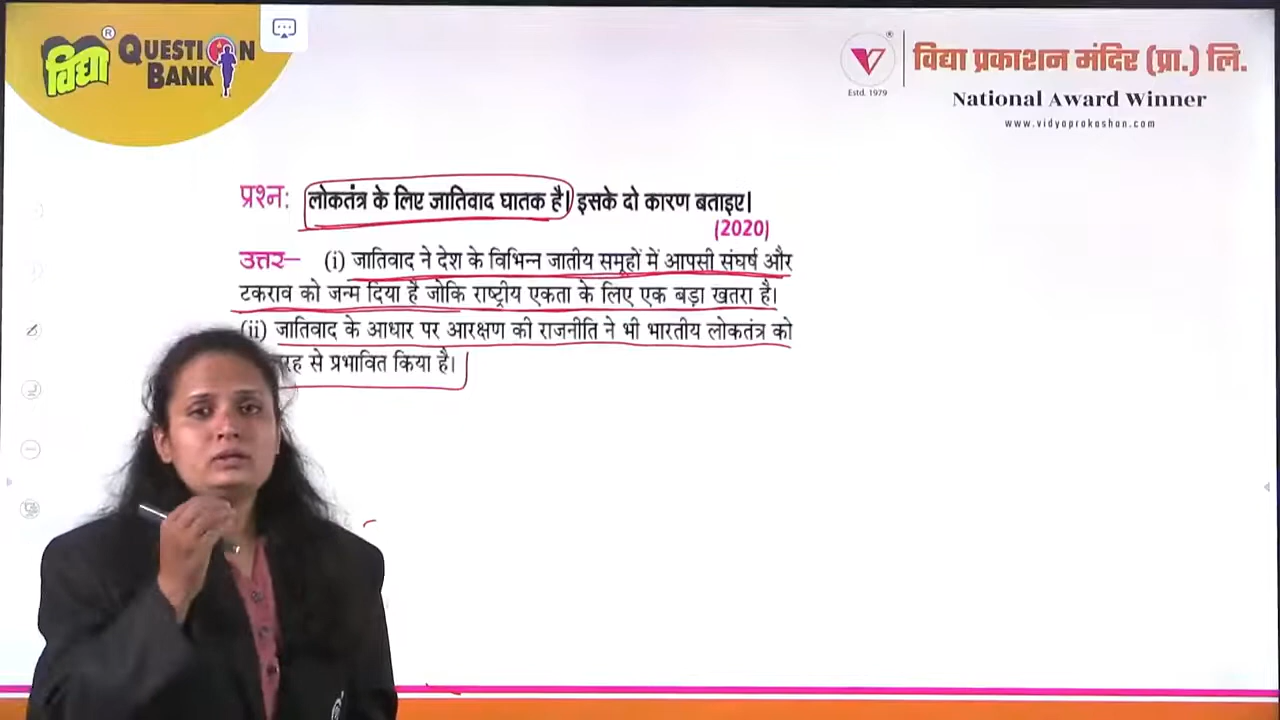 विद्या
®
QUESTION
BANK
V
®
Estd. 1979
विद्या प्रकाशन मंदिर (प्रा.) लि.
National Award Winner
www.vidyaprakashan.com
प्रश्न: लोकतंत्र के लिए जातिवाद घातक है। इसके दो कारण बताइए।
(2020)
उत्तर– (i) जातिवाद ने देश के विभिन्न जातीय समूहों में आपसी संघर्ष और
टकराव को जन्म दिया है जोकि राष्ट्रीय एकता के लिए एक बड़ा खतरा है।
(ii) जातिवाद के आधार पर आरक्षण की राजनीति ने भी भारतीय लोकतंत्र को
से प्रभावित किया है।